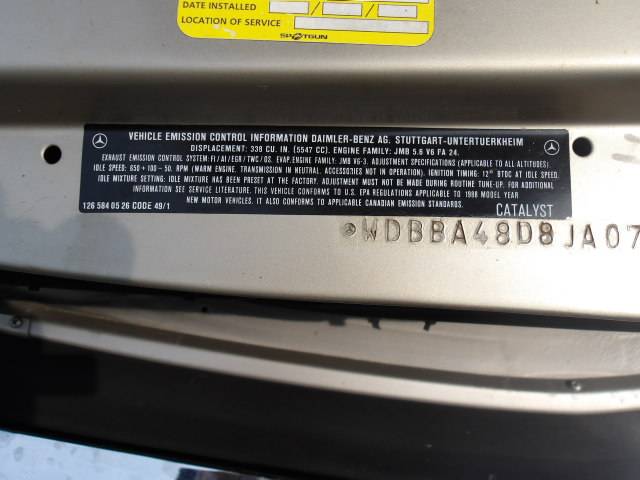 DATE INSTALLED / /
LOCATION OF SERVICE
SPOTGUN
VEHICLE EMISSION CONTROL INFORMATION DAIMLER-BENZ AG. STUTTGART-UNTERTUERKHEIM
DISPLACEMENT: 338 CU. IN. (5547 CC). ENGINE FAMILY: JMB 5.6 V6 FA 24.
EXHAUST EMISSION CONTROL SYSTEM: FI/AI/EGR/TWC/OS. EVAP. ENGINE FAMILY: JMB VG-3. ADJUSTMENT SPECIFICATIONS (APPLICABLE TO ALL ALTITUDES).
IDLE SPEED: 650 + 100 - 50. RPM (WARM ENGINE. TRANSMISSION IN NEUTRAL. ACCESSORIES NOT IN OPERATION). IGNITION TIMING: 12° BTDC AT IDLE SPEED.
IDLE MIXTURE SETTING: IDLE MIXTURE HAS BEEN PRESET AT THE FACTORY. ADJUSTMENT MUST NOT BE MADE DURING ROUTINE TUNE-UP. FOR ADDITIONAL
INFORMATION SEE SERVICE LITERATURE. THIS VEHICLE CONFORMS TO U.S. EPA REGULATIONS APPLICABLE TO 1988 MODEL YEAR
NEW MOTOR VEHICLES. IT ALSO CONFORMS TO APPLICABLE CANADIAN EMISSION STANDARDS.
126 584 05 26 CODE 49/1 CATALYST
WDBBA48D8JA07